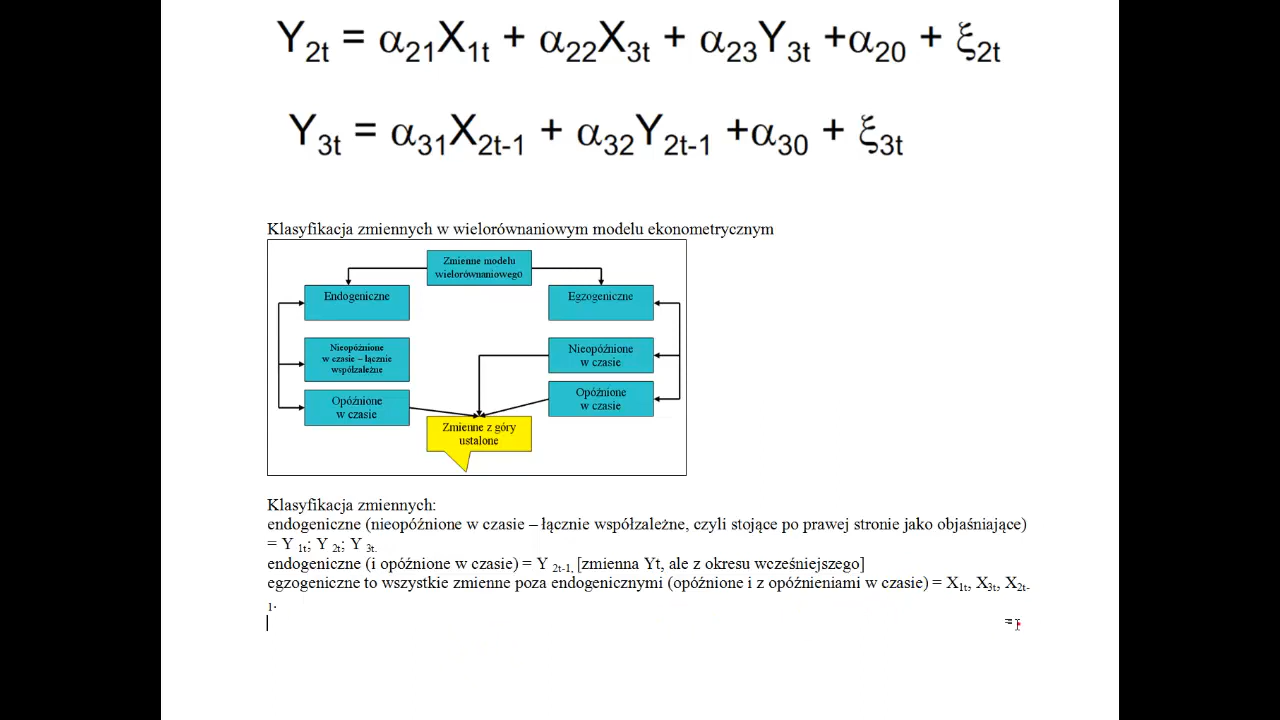 Y2t = α21X1t + α22X3t + α23Y3t +α20 + ξ2t
Y3t = α31X2t-1 + α32Y2t-1 +α30 + ξ3t
Klasyfikacja zmiennych w wielorównaniowym modelu ekonometrycznym
Zmienne modelu
wielorównaniowego
Endogeniczne
Egzogeniczne
Nieopóźnione
w czasie – łącznie
współzależne
Nieopóźnione
w czasie
Opóźnione
w czasie
Opóźnione
w czasie
Zmienne z góry
ustalone
Klasyfikacja zmiennych:
endogeniczne (nieopóźnione w czasie – łącznie współzależne, czyli stojące po prawej stronie jako objaśniające)
= Y 1t; Y 2t; Y 3t.
endogeniczne (i opóźnione w czasie) = Y 2t-1, [zmienna Yt, ale z okresu wcześniejszego]
egzogeniczne to wszystkie zmienne poza endogenicznymi (opóźnione i z opóźnieniami w czasie) = X1t, X3t, X2t-
1.